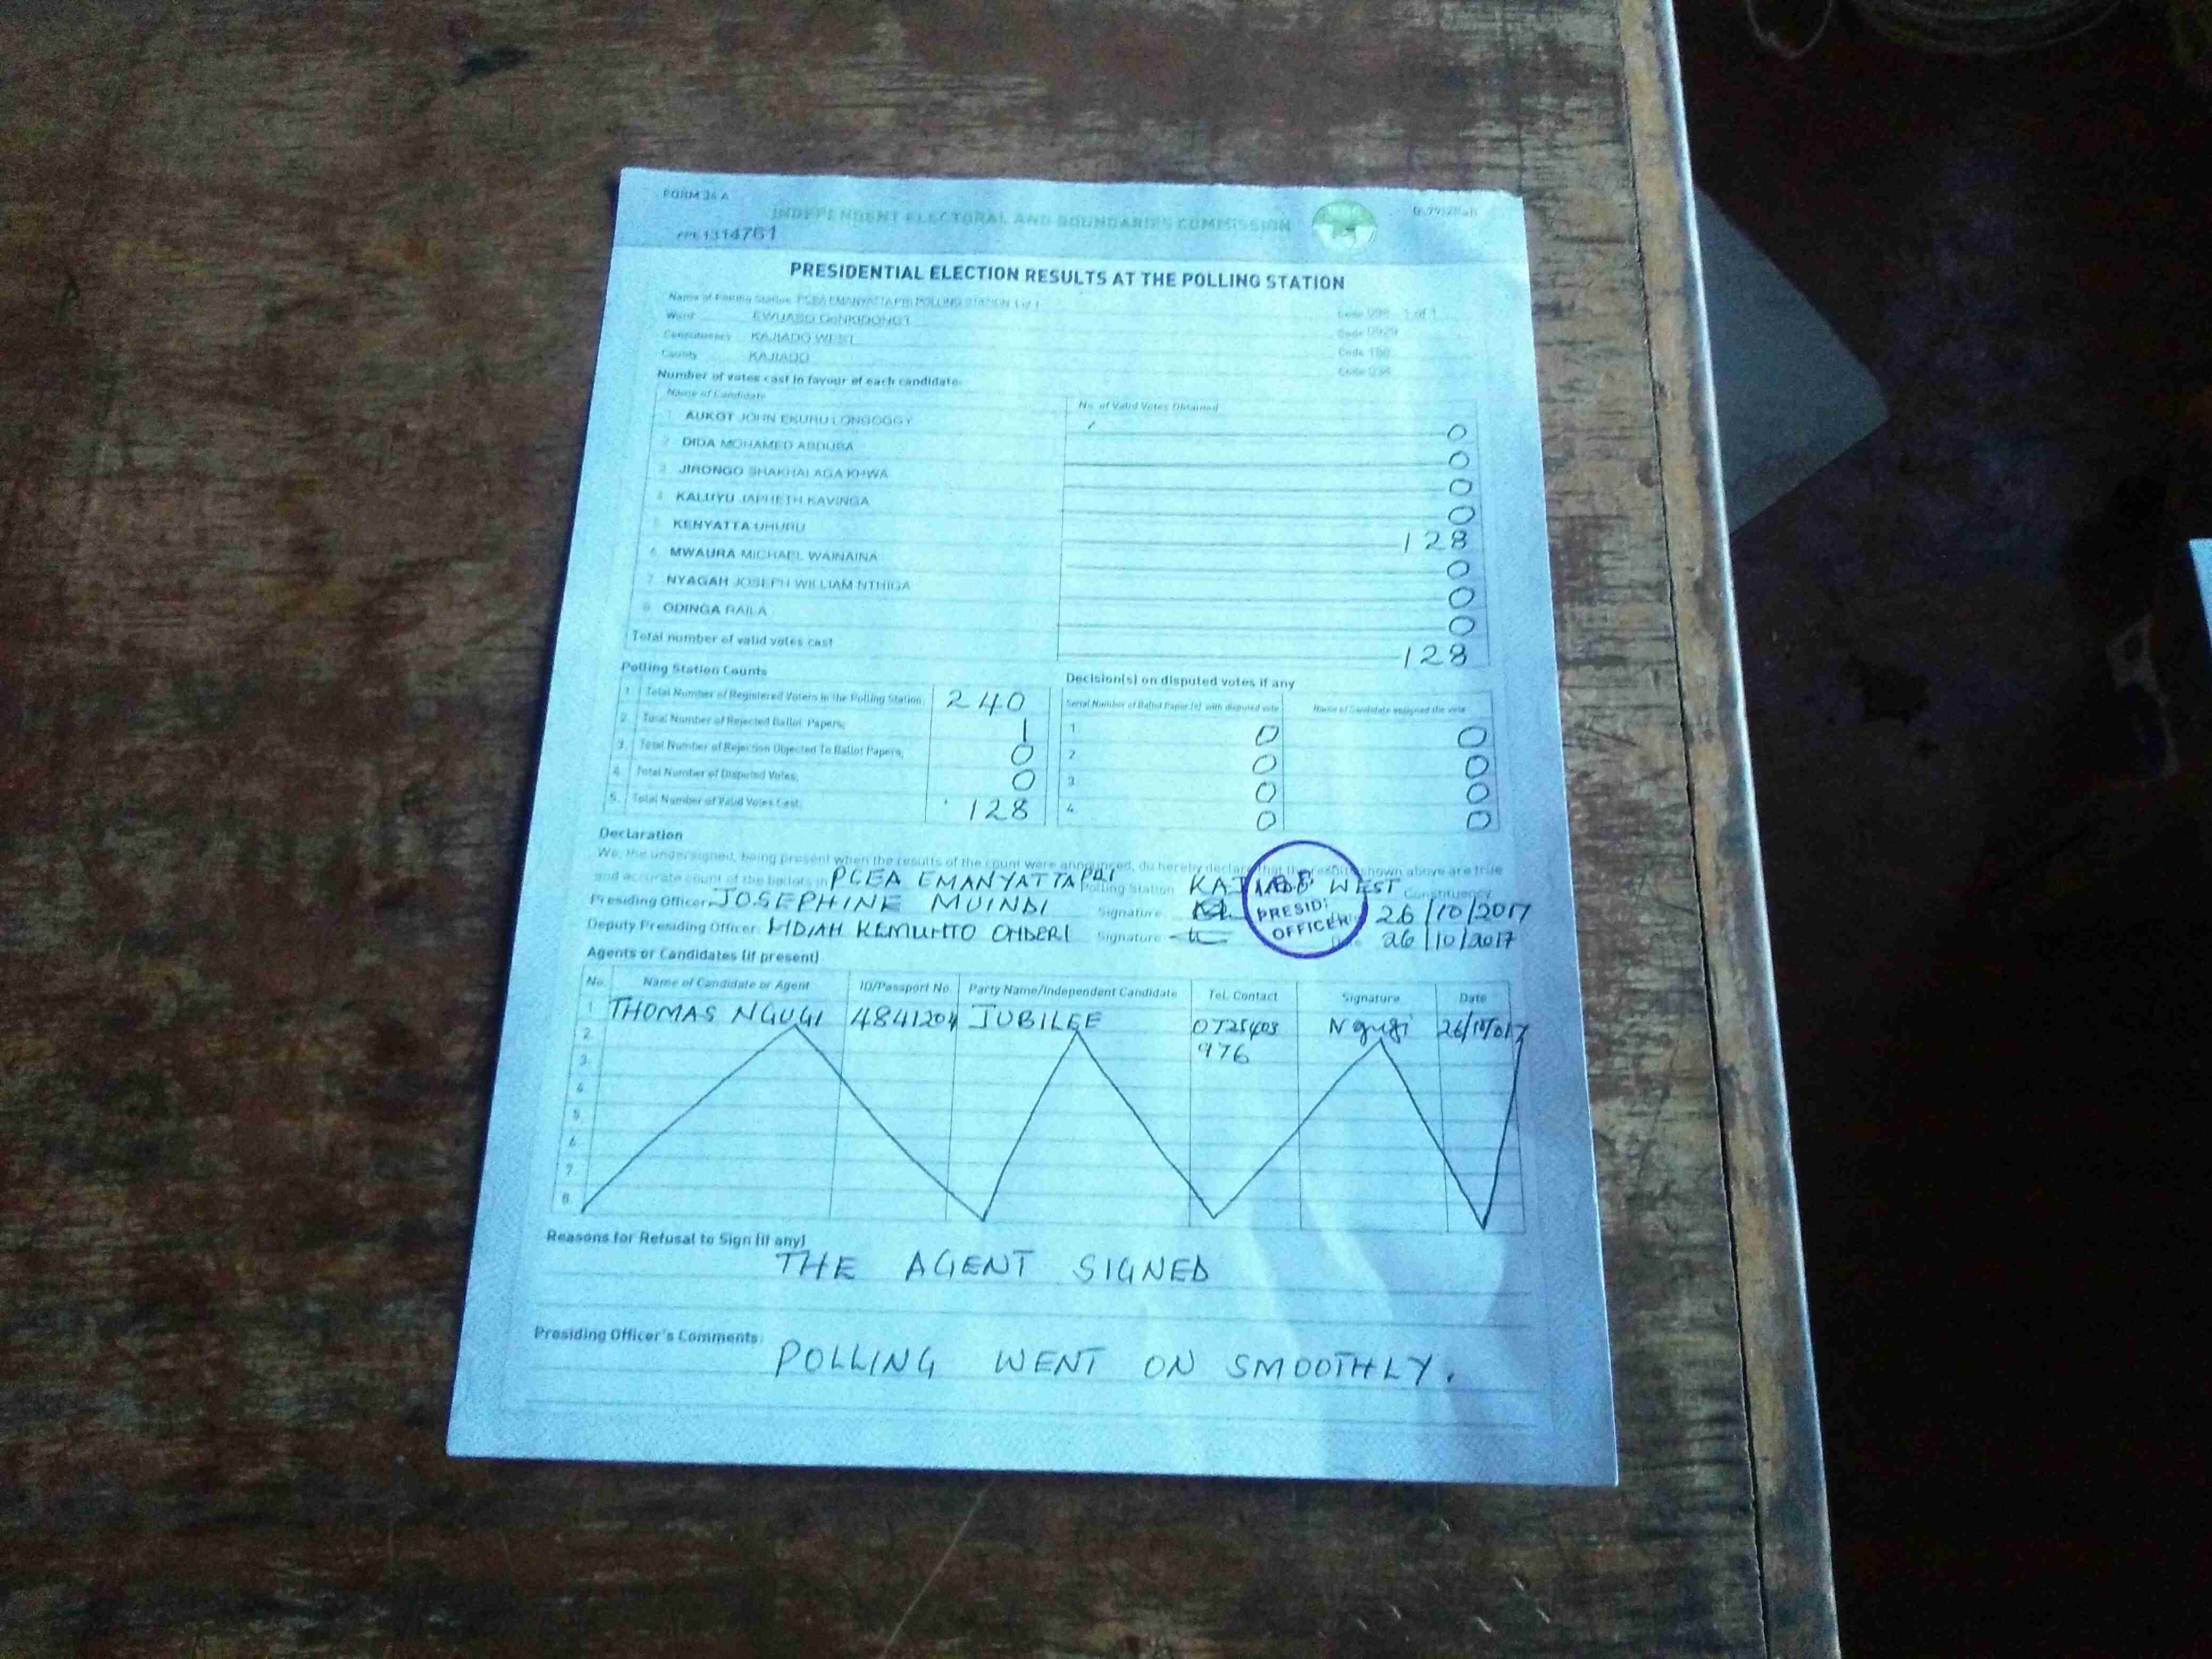 FORM 34 A
INDEPENDENT ELECTORAL AND BOUNDARIES COMMISSION
1314761
PRESIDENTIAL ELECTION RESULTS AT THE POLLING STATION
Name of Polling Station PCEA EMANYATTA PRI POLLING STATION 1 of 1
Ward EWUASO OoNKIDONG'I Code 1 of 1
Constituency KAJIADO WEST Code 0929
County KAJIADO Code
Code 034
Number of votes cast in favour of each candidate:
Name of Candidate No. of Valid Votes Obtained
1. AUKOT JOHN EKURU LONGOGGY 0
2. DIDA MOHAMED ABDUBA 0
3. JIRONGO SHAKHALAGA KHWA 0
4. KALUYU JAPHETH KAVINGA 0
5. KENYATTA UHURU 128
6. MWAURA MICHAEL WAINAINA 0
7. NYAGAH JOSEPH WILLIAM NTHIGA 0
8. ODINGA RAILA 0
Total number of valid votes cast 128
Polling Station Counts
1. Total Number of Registered Voters in the Polling Station; 240
2. Total Number of Rejected Ballot Papers; 1
3. Total Number of Rejection Objected To Ballot Papers; 0
4. Total Number of Disputed Votes; 0
5. Total Number of Valid Votes Cast; 128
Decision(s) on disputed votes if any
Serial Number of Ballot Paper (s) with disputed vote Name of Candidate assigned the vote
1 0 0
2 0 0
3 0 0
4 0 0
Declaration
We, the undersigned, being present when the results of the count were announced, do hereby declare that the results shown above are true
and accurate count of the ballots in PCEA EMANYATTA PRI Polling Station KAJIADO WEST Constituency
Presiding Officer: JOSEPHINE MUINDI Signature 26/10/2017
Deputy Presiding Officer: KEMUNTO Signature Date 26/10/2017
PRESIDI
OFFICER
Agents or Candidates (if present)
No. Name of Candidate or Agent ID/Passport No Party Name/Independent Candidate Tel. Contact Signature Date
1 THOMAS NGUGI 4841204 JUBILEE 0725403 Ngugi
976
2.
3.
4.
5.
6.
7.
8.
Reasons for Refusal to Sign (if any)
THE AGENT SIGNED
Presiding Officer's Comments:
POLLING WENT ON SMOOTHLY.